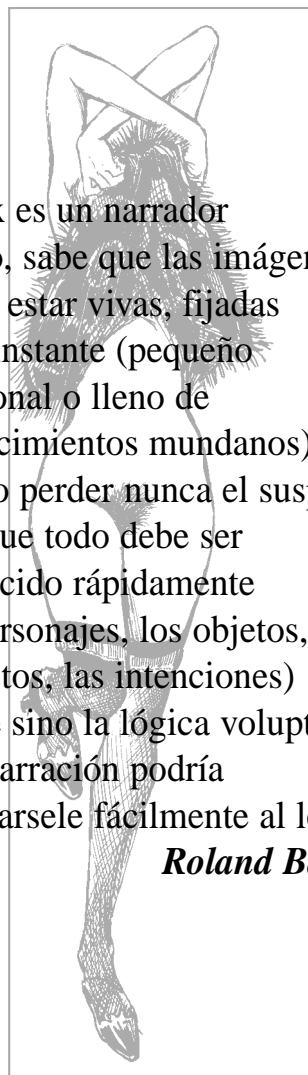 k es un narrador
o, sabe que las imágen
estar vivas, fijadas
instante (pequeño
onal o lleno de
cimientos mundanos)
o perder nunca el susp
ue todo debe ser
cido rápidamente
rsonajes, los objetos,
tos, las intenciones)
sino la lógica volupt
arración podría
arsele fácilmente al l
Roland B